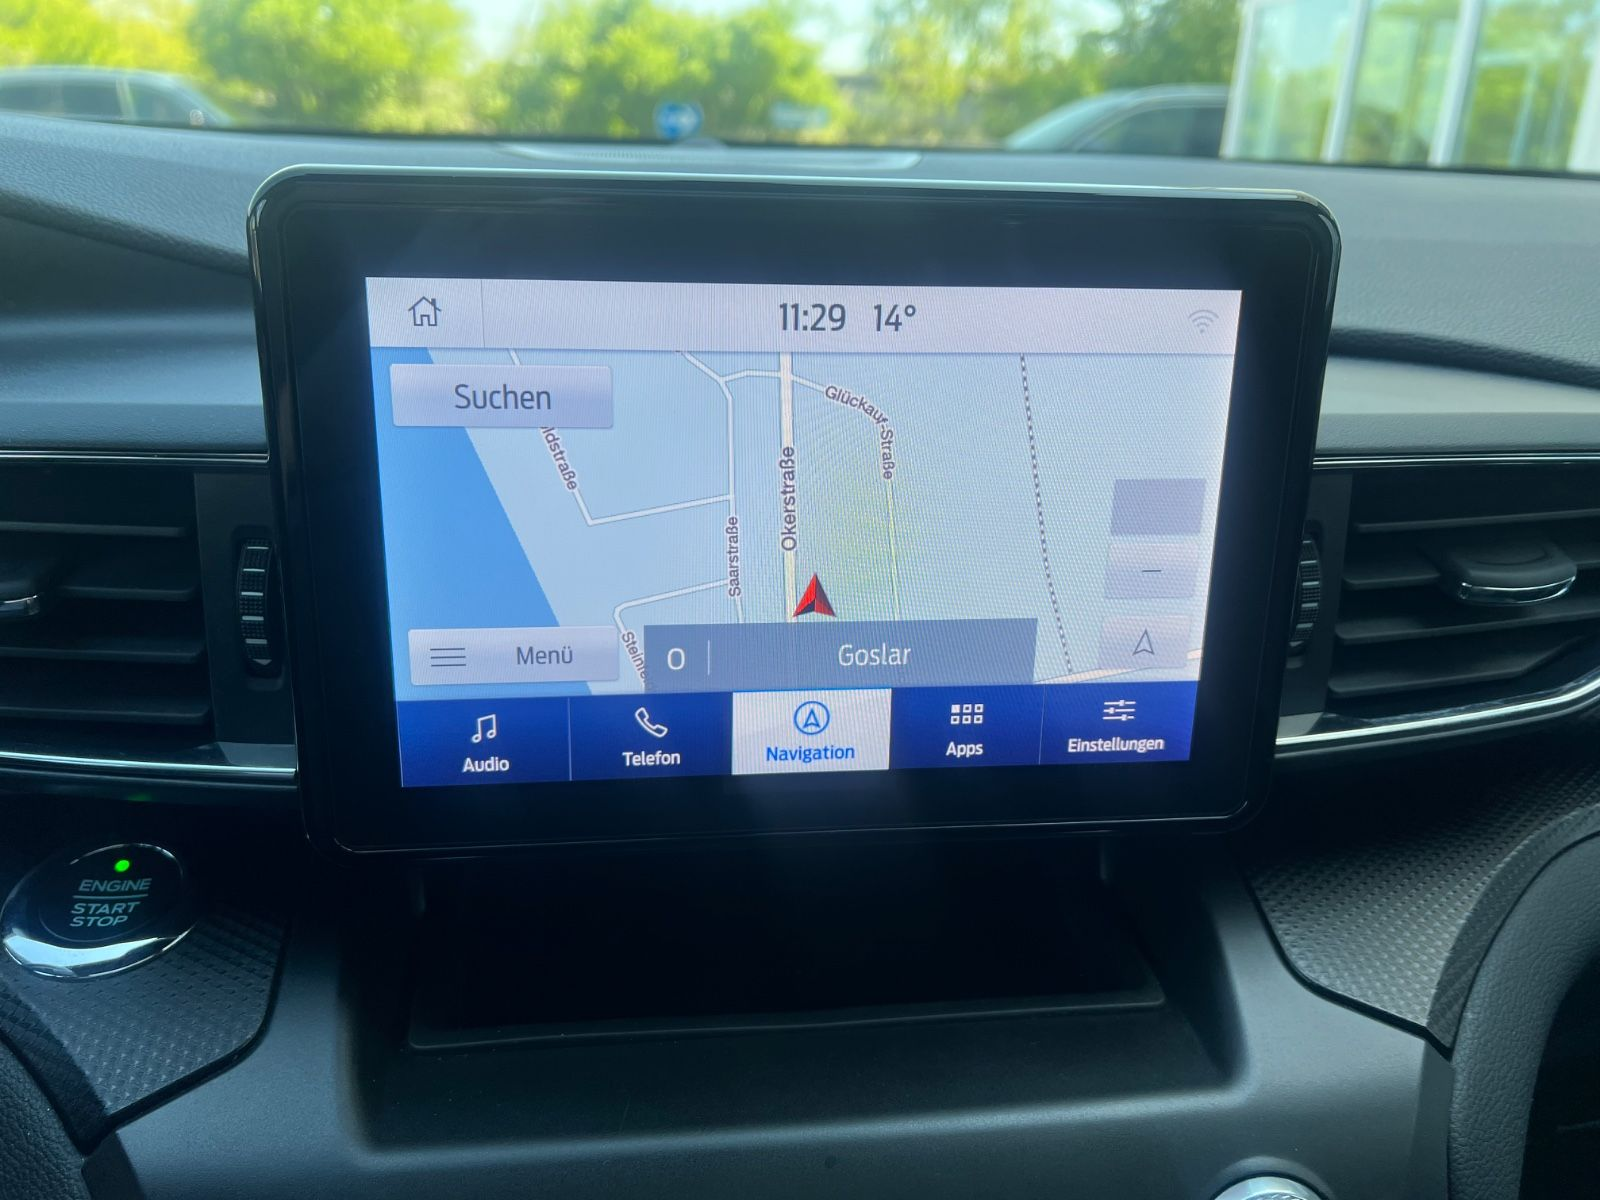 11:29 14°
Suchen
ldstraße
Glückauf-Straße
Okerstraße
Saarstraße
Menü
0
Goslar
Audio
Telefon
Navigation
Apps
Einstellungen
ENGINE
START
STOP